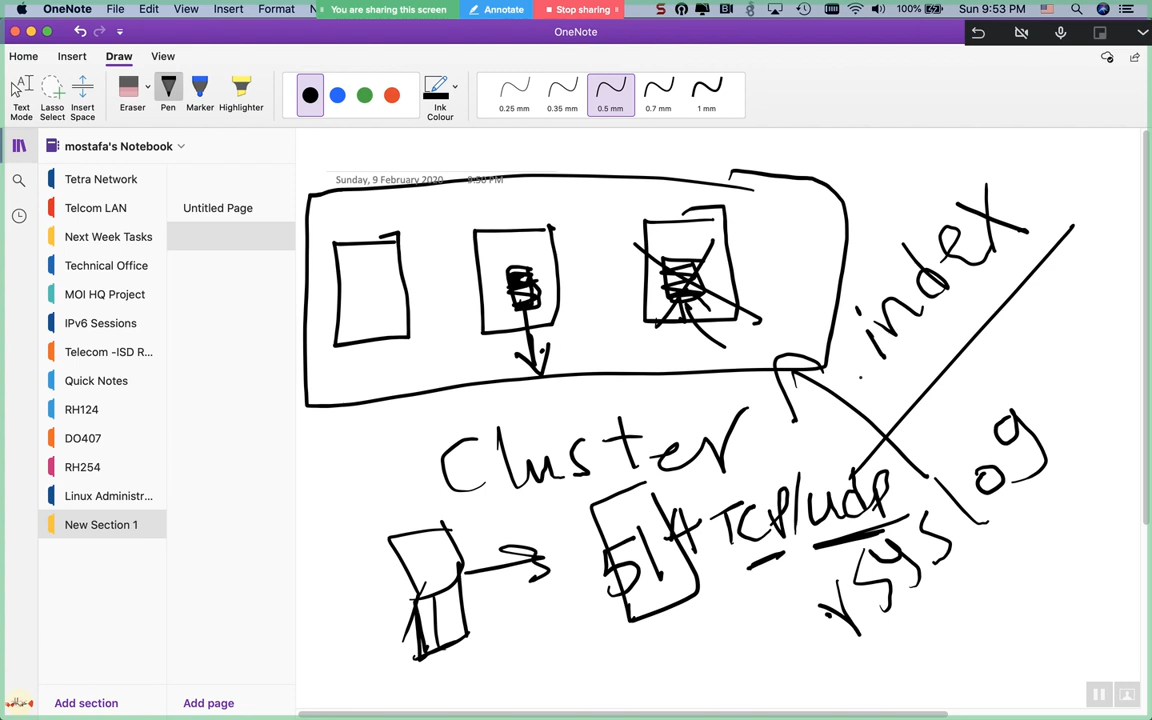 OneNote File Edit View Insert Format
You are sharing this screen Annotate Stop sharing
100% Sun 9:53 PM
OneNote
Home Insert Draw View
Text Mode
Lasso Select
Insert Space
Eraser
Pen
Marker
Highlighter
Ink Colour
0.25 mm
0.35 mm
0.5 mm
0.7 mm
1 mm
mostafa's Notebook
Tetra Network
Telcom LAN
Next Week Tasks
Technical Office
MOI HQ Project
IPv6 Sessions
Telecom -ISD R...
Quick Notes
RH124
DO407
RH254
Linux Administr...
New Section 1
Add section
Untitled Page
Add page
Sunday, 9 February 2020 9:50 PM
index
Cluster
514 TCP/udp
rsyslog